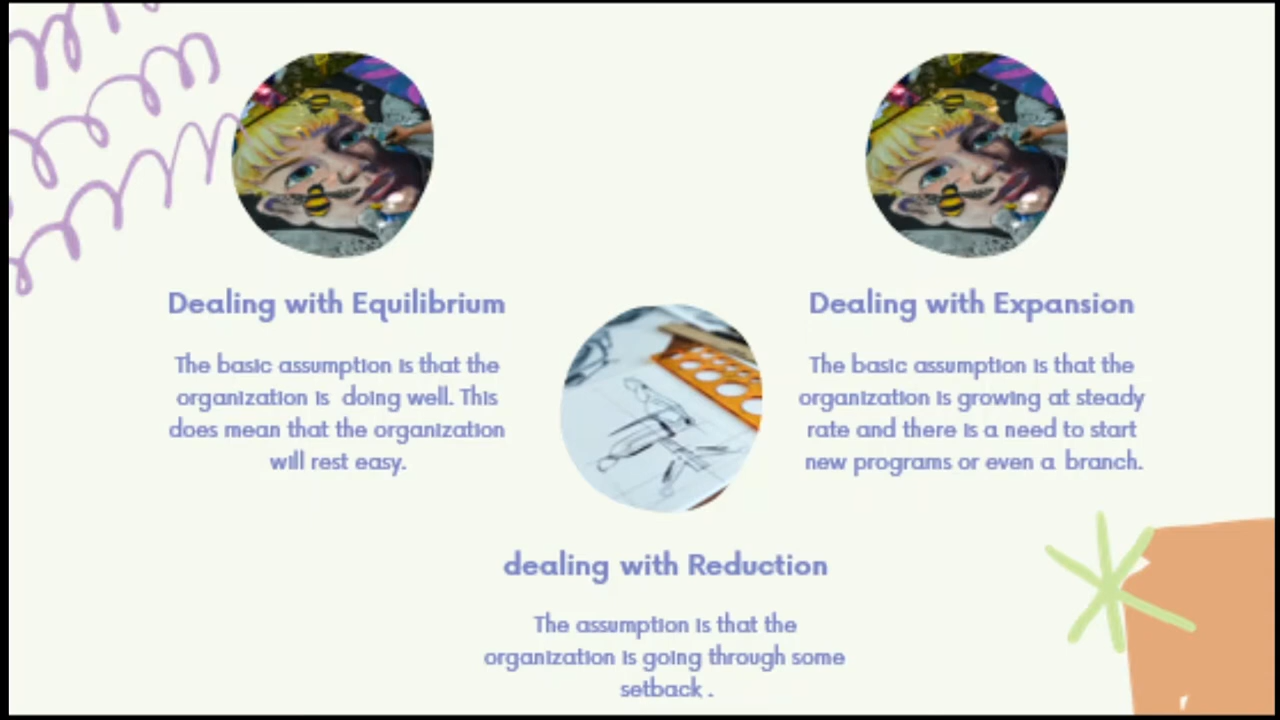 Dealing with Equilibrium
The basic assumption is that the
organization is doing well. This
does mean that the organization
will rest easy.
Dealing with Expansion
The basic assumption is that the
organization is growing at steady
rate and there is a need to start
new programs or even a branch.
dealing with Reduction
The assumption is that the
organization is going through some
setback .